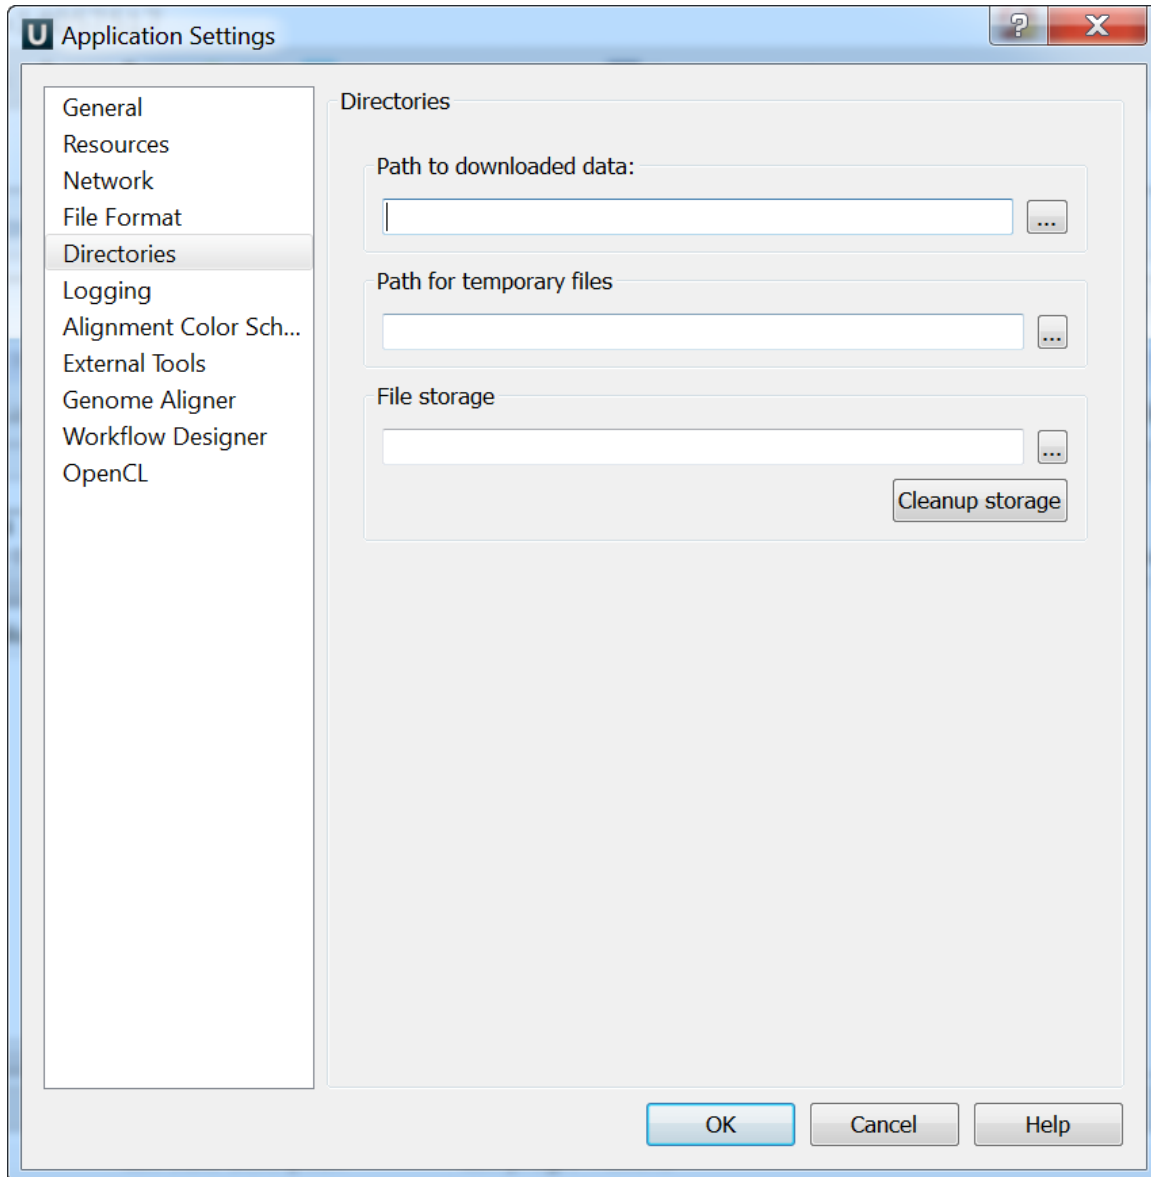 U Application Settings
? X
General
Resources
Network
File Format
Directories
Logging
Alignment Color Sch...
External Tools
Genome Aligner
Workflow Designer
OpenCL
Directories
Path to downloaded data:
...
Path for temporary files
...
File storage
...
Cleanup storage
OK Cancel Help